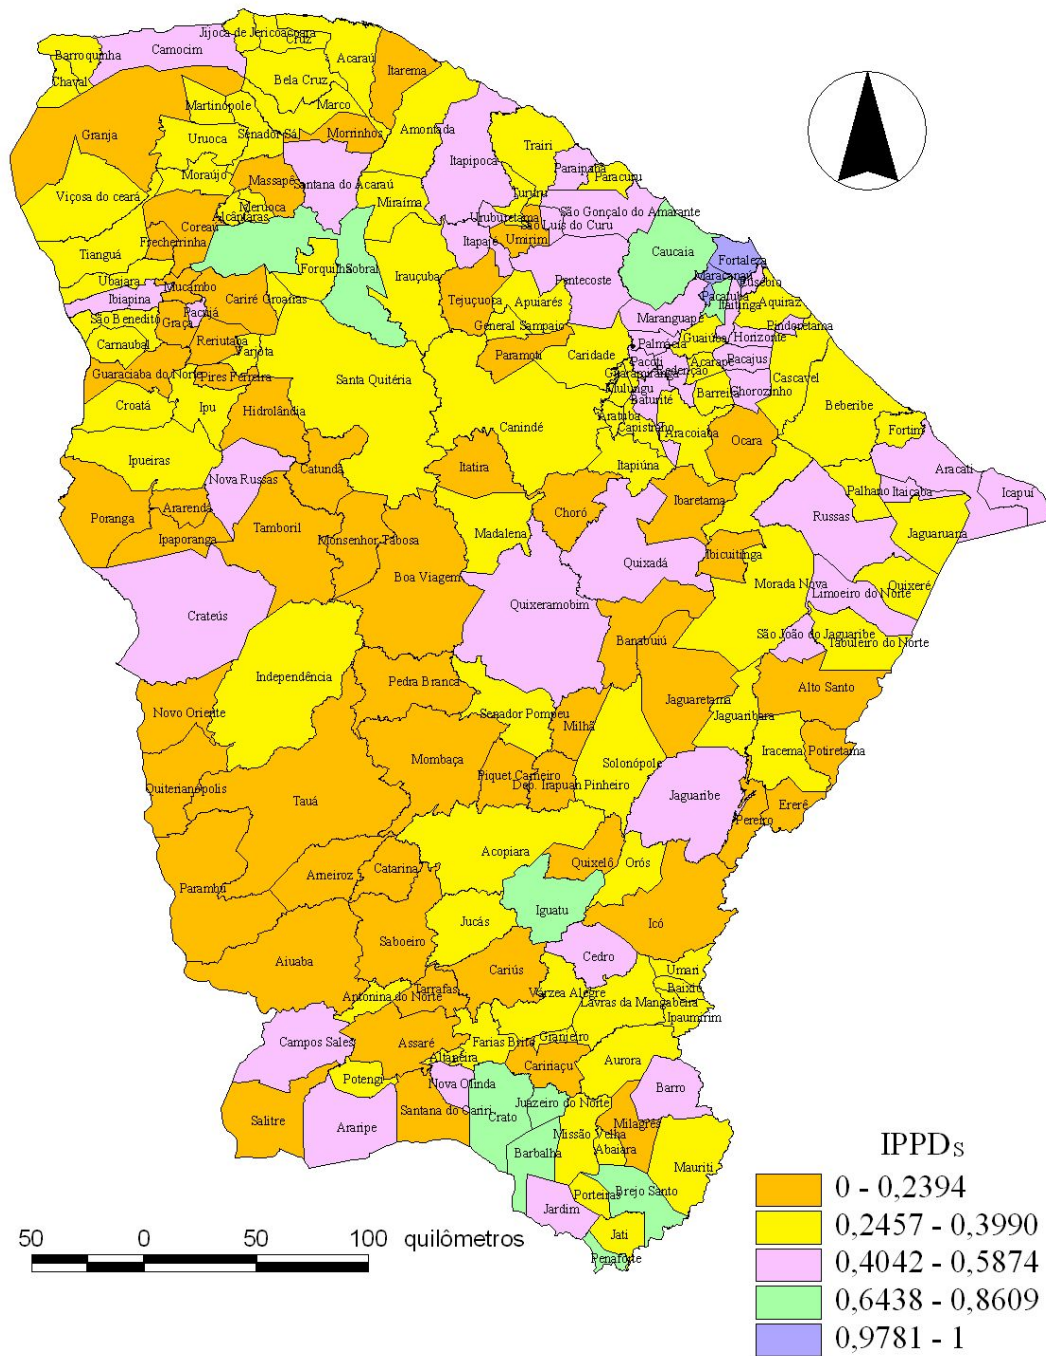 Jijoca de Jericoacoara
Cruz
Barroquinha
Camocim
Acaraú
Itarema
Chaval
Bela Cruz
Martinópole
Marco
Granja
Uruoca
Senador Sá
Morrinhos
Amontada
Trairi
Itapipoca
Moraújo
Massapê
Santana do Acaraú
Paraipaba
Paracuru
Viçosa do ceará
Meruoca
Miraíma
Tururu
Alcântaras
Uruburetama
São Gonçalo do Amarante
Coreaú
São Luís do Curu
Frecheirinha
Itapajé
Umirim
Caucaia
Tianguá
Forquilha
Sobral
Irauçuba
Fortaleza
Ubajara
Mucambo
Pentecoste
Maracanaú
Eusébio
Ibiapina
Cariré
Groaíras
Tejuçuoca
Apuiarés
Pacatuba
Itaitinga
Aquiraz
São Benedito
Pacujá
Graça
General Sampaio
Maranguape
Pindoretama
Carnaubal
Reriutaba
Varjota
Paramoti
Caridade
Palmácia
Guaiúba
Horizonte
Guaraciaba do Norte
Pires Ferreira
Santa Quitéria
Pacoti
Redenção
Acarape
Pacajus
Guaramiranga
Mulungu
Cascavel
Croatá
Ipu
Hidrolândia
Baturité
Barreira
Chorozinho
Beberibe
Aratuba
Canindé
Capistrano
Aracoiaba
Ocara
Fortim
Ipueiras
Catunda
Itatira
Itapiúna
Aracati
Nova Russas
Ibaretama
Palhano
Itaiçaba
Icapuí
Poranga
Ararendá
Choró
Russas
Tamboril
Madalena
Jaguaruana
Ipaporanga
Monsenhor Tabosa
Quixadá
Ibicuitinga
Boa Viagem
Morada Nova
Quixeré
Limoeiro do Norte
Crateús
Quixeramobim
São João do Jaguaribe
Banabuiú
Tabuleiro do Norte
Independência
Pedra Branca
Alto Santo
Novo Oriente
Senador Pompeu
Jaguaretama
Jaguaribara
Milhã
Mombaça
Solonópole
Iracema
Potiretama
Piquet Carneiro
Quiterianópolis
Dep. Irapuan Pinheiro
Tauá
Jaguaribe
Ererê
Pereiro
Acopiara
Catarina
Quixelô
Orós
Parambú
Ameiroz
Iguatu
Jucás
Icó
Saboeiro
Aiuaba
Cedro
Cariús
Umari
Tarrafas
Baixio
Antonina do Norte
Várzea Alegre
Lavras da Mangabeira
Ipaumirim
Campos Sales
Assaré
Farias Brito
Granjeiro
Altaneira
Aurora
Caririaçu
Potengi
Nova Olinda
Barro
Salitre
Araripe
Santana do Cariri
Crato
Juazeiro do Norte
Milagres
Missão Velha
Abaiara
Barbalha
Mauriti
Porteiras
Brejo Santo
Jardim
Jati
Penaforte
IPPDs
0 - 0,2394
0,2457 - 0,3990
0,4042 - 0,5874
0,6438 - 0,8609
0,9781 - 1
50 0 50 100 quilômetros